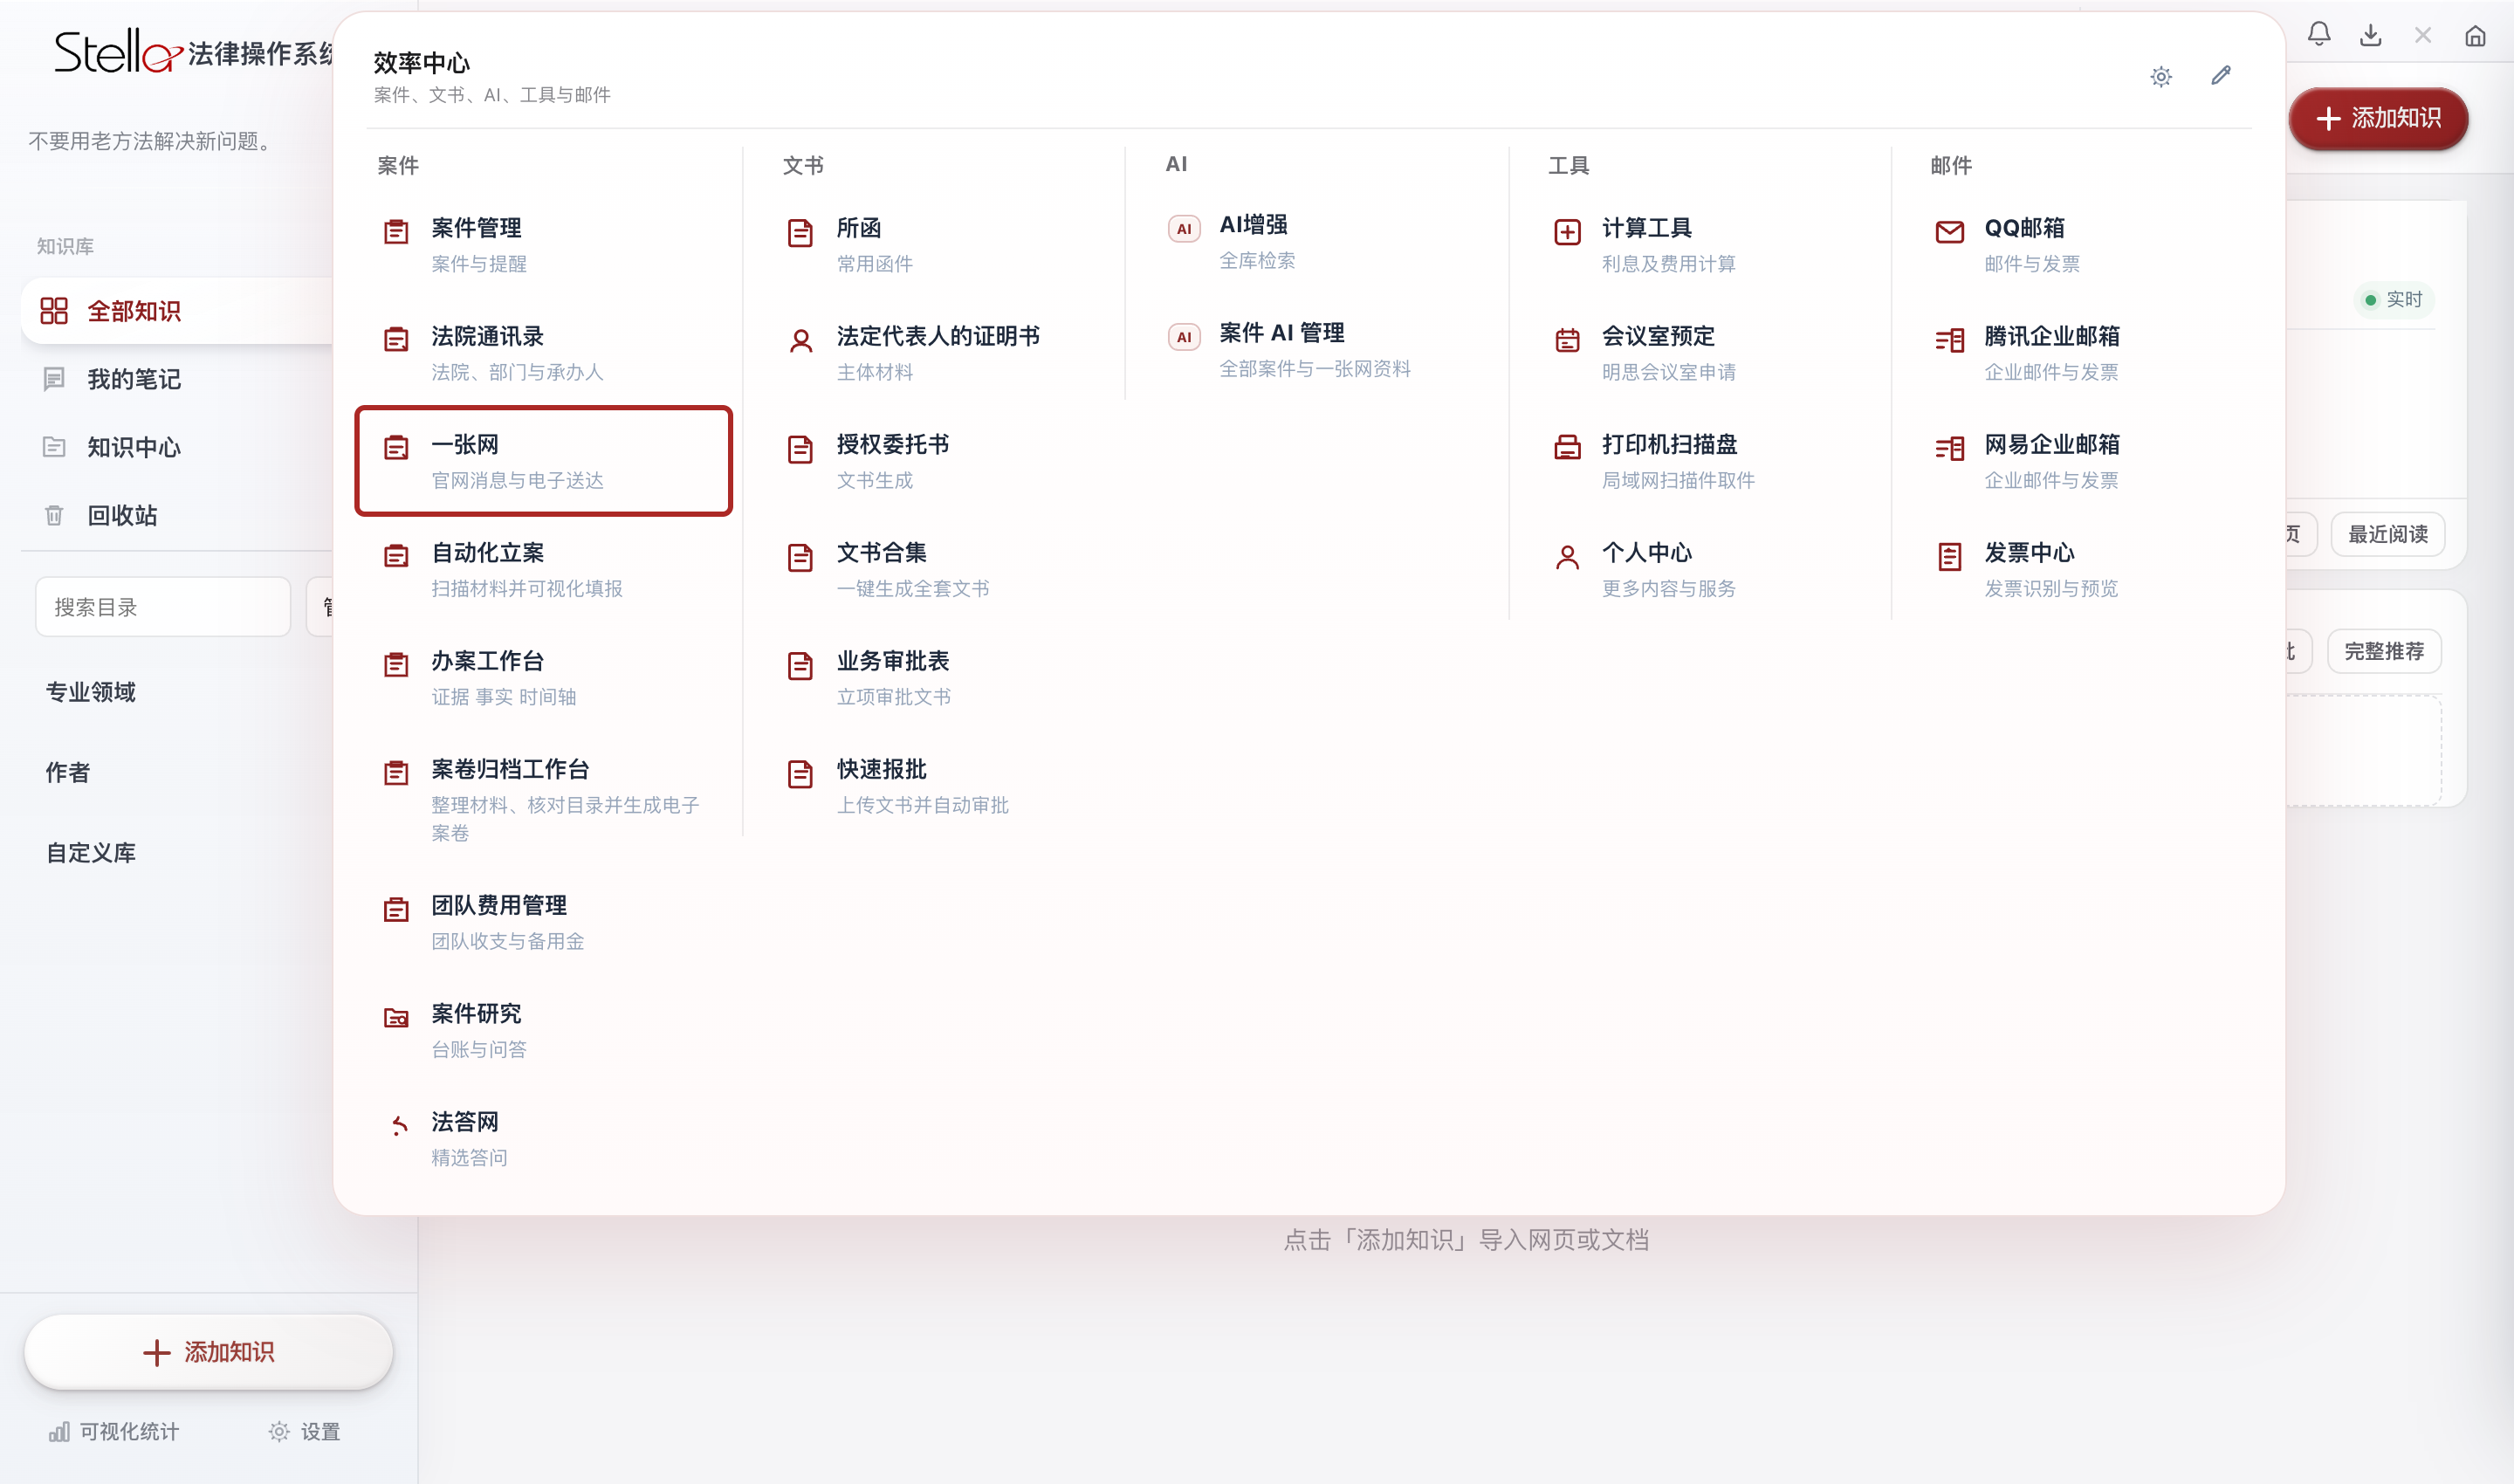 Stella 法律操作系统
不要用老方法解决新问题。
知识库
全部知识
我的笔记
知识中心
回收站
搜索目录
专业领域
作者
自定义库
添加知识
可视化统计
设置
效率中心
案件、文书、AI、工具与邮件
案件
案件管理
案件与提醒
法院通讯录
法院、部门与承办人
一张网
官网消息与电子送达
自动化立案
扫描材料并可视化填报
办案工作台
证据 事实 时间轴
案卷归档工作台
整理材料、核对目录并生成电子
案卷
团队费用管理
团队收支与备用金
案件研究
台账与问答
法答网
精选答问
文书
所函
常用函件
法定代表人的证明书
主体材料
授权委托书
文书生成
文书合集
一键生成全套文书
业务审批表
立项审批文书
快速报批
上传文书并自动审批
AI
AI AI增强
全库检索
AI 案件 AI 管理
全部案件与一张网资料
工具
计算工具
利息及费用计算
会议室预定
明思会议室申请
打印机扫描盘
局域网扫描件取件
个人中心
更多内容与服务
邮件
QQ邮箱
邮件与发票
腾讯企业邮箱
企业邮件与发票
网易企业邮箱
企业邮件与发票
发票中心
发票识别与预览
添加知识
实时
页
最近阅读
完整推荐
点击「添加知识」导入网页或文档